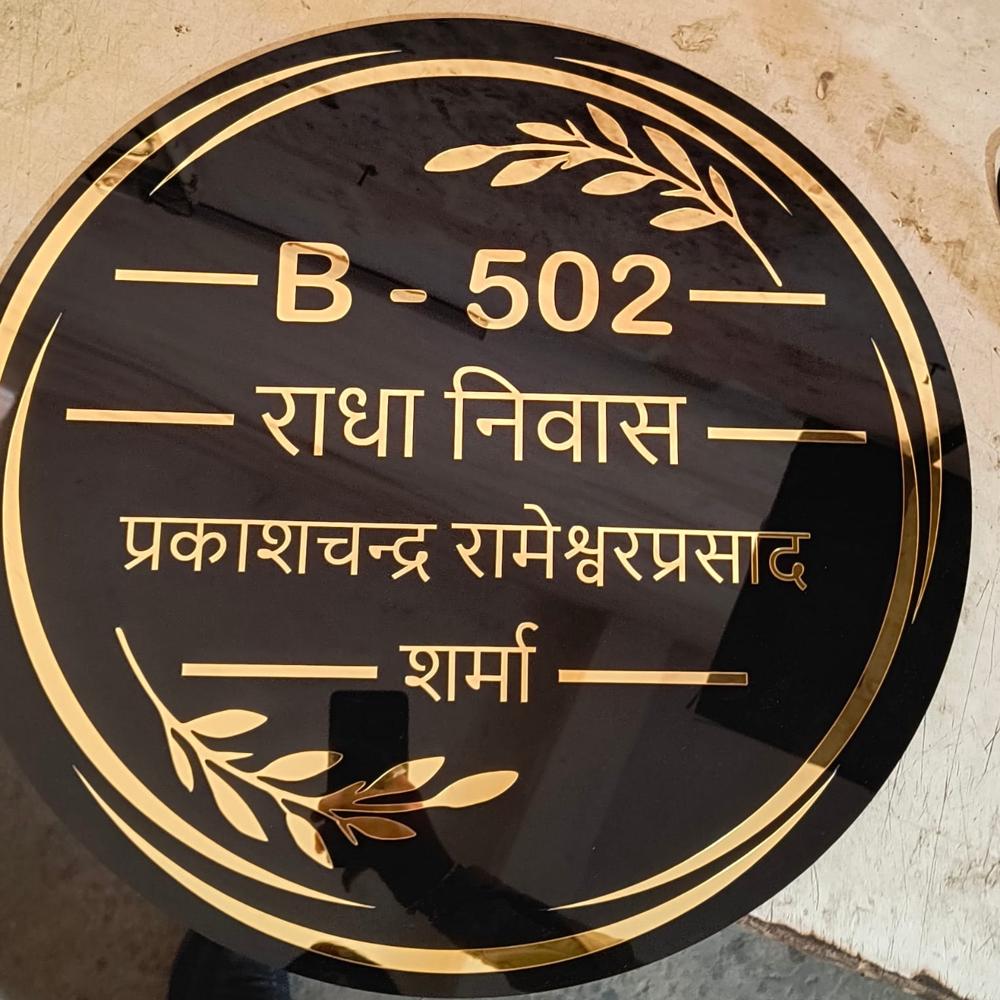 B - 502
राधा निवास
प्रकाशचन्द्र रामेश्वरप्रसाद
शर्मा